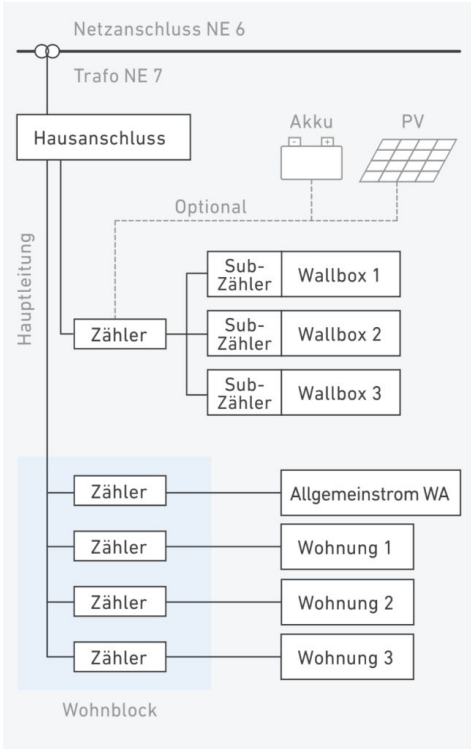 Netzanschluss NE 6
Trafo NE 7
Hausanschluss
Akku
PV
Optional
Hauptleitung
Sub-
Zähler
Wallbox 1
Zähler
Sub-
Zähler
Wallbox 2
Sub-
Zähler
Wallbox 3
Zähler
Allgemeinstrom WA
Zähler
Wohnung 1
Zähler
Wohnung 2
Zähler
Wohnung 3
Wohnblock